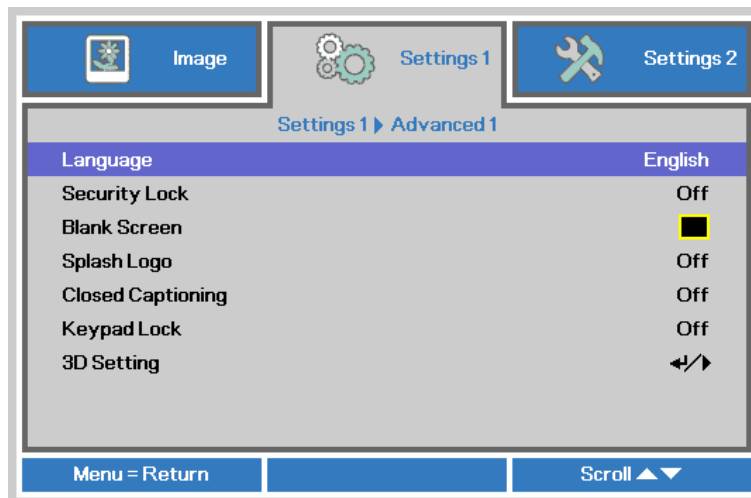 Image
Settings 1
Settings 2
Settings 1 Advanced 1
Language English
Security Lock Off
Blank Screen
Splash Logo Off
Closed Captioning Off
Keypad Lock Off
3D Setting
Menu = Return
Scroll